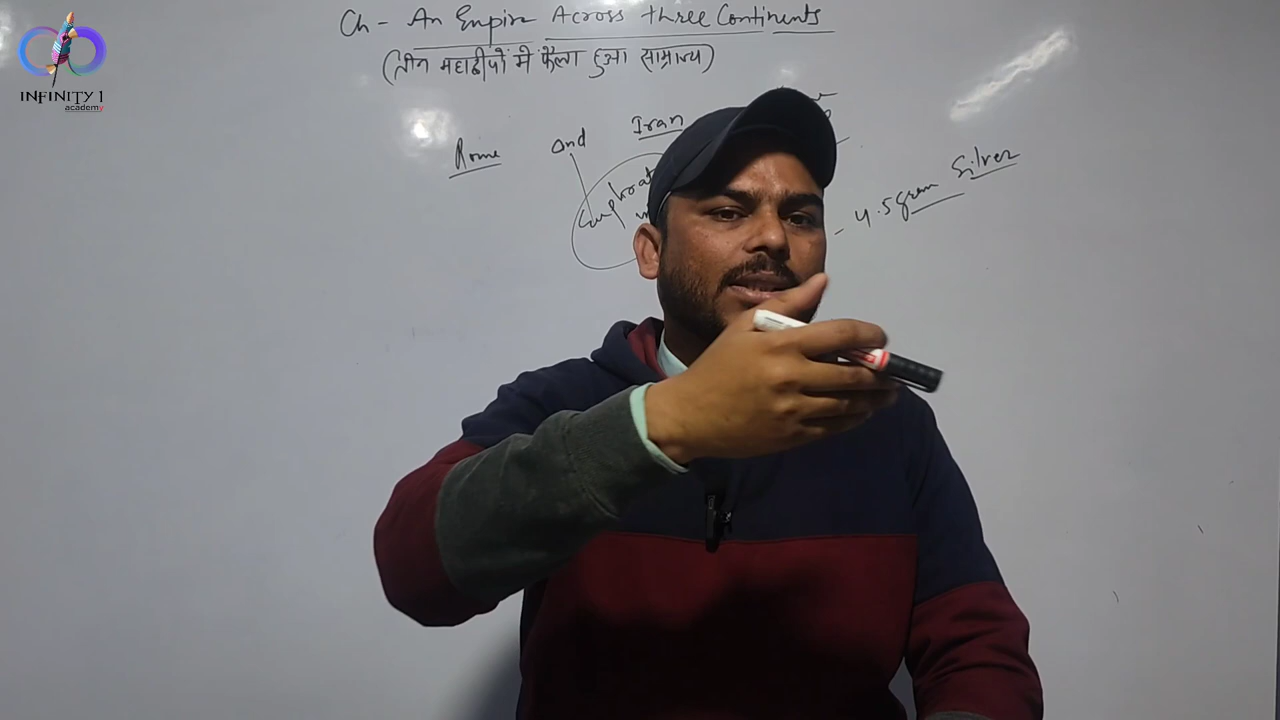 INFINITY 1
academy
Ch - An Empire Across three Continents
(तीन महाद्वीपों में फैला हुआ साम्राज्य)
Rome and Iran
4.5 gram Silver